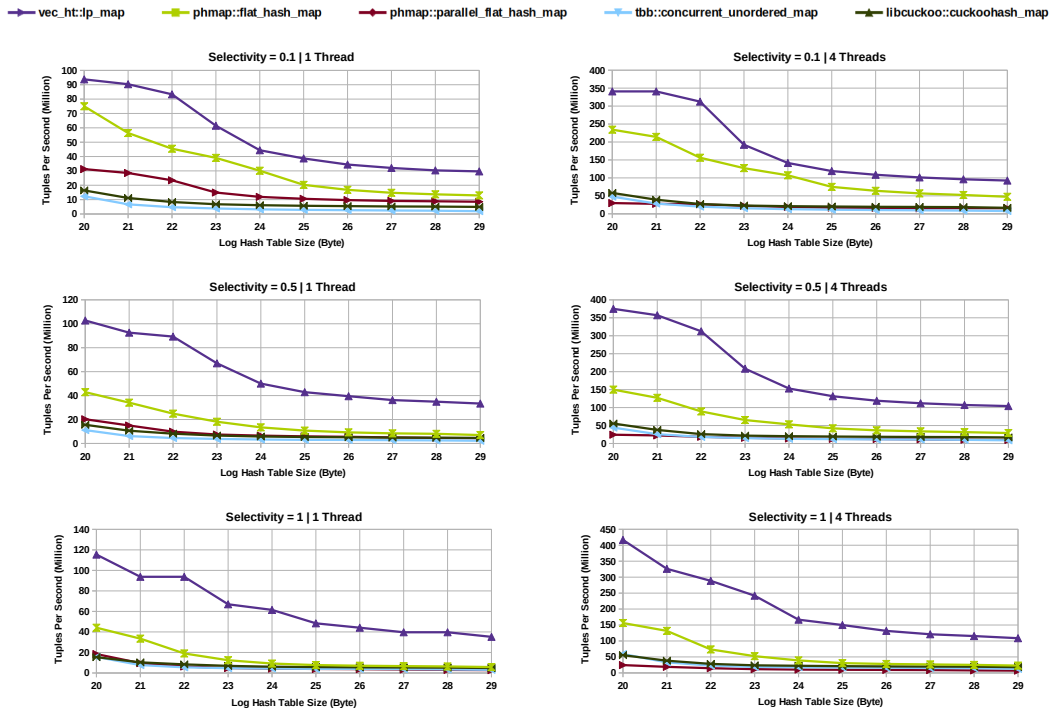 vec_ht::lp_map phmap::flat_hash_map phmap::parallel_flat_hash_map tbb::concurrent_unordered_map libcuckoo::cuckoohash_map
Selectivity = 0.1 | 1 Thread
Tuples Per Second (Million)
100
90
80
70
60
50
40
30
20
10
0
20 21 22 23 24 25 26 27 28 29
Log Hash Table Size (Byte)
Selectivity = 0.1 | 4 Threads
Tuples Per Second (Million)
400
350
300
250
200
150
100
50
0
20 21 22 23 24 25 26 27 28 29
Log Hash Table Size (Byte)
Selectivity = 0.5 | 1 Thread
Tuples Per Second (Million)
120
100
80
60
40
20
0
20 21 22 23 24 25 26 27 28 29
Log Hash Table Size (Byte)
Selectivity = 0.5 | 4 Threads
Tuples Per Second (Million)
400
350
300
250
200
150
100
50
0
20 21 22 23 24 25 26 27 28 29
Log Hash Table Size (Byte)
Selectivity = 1 | 1 Thread
Tuples Per Second (Million)
140
120
100
80
60
40
20
0
20 21 22 23 24 25 26 27 28 29
Log Hash Table Size (Byte)
Selectivity = 1 | 4 Threads
Tuples Per Second (Million)
450
400
350
300
250
200
150
100
50
0
20 21 22 23 24 25 26 27 28 29
Log Hash Table Size (Byte)